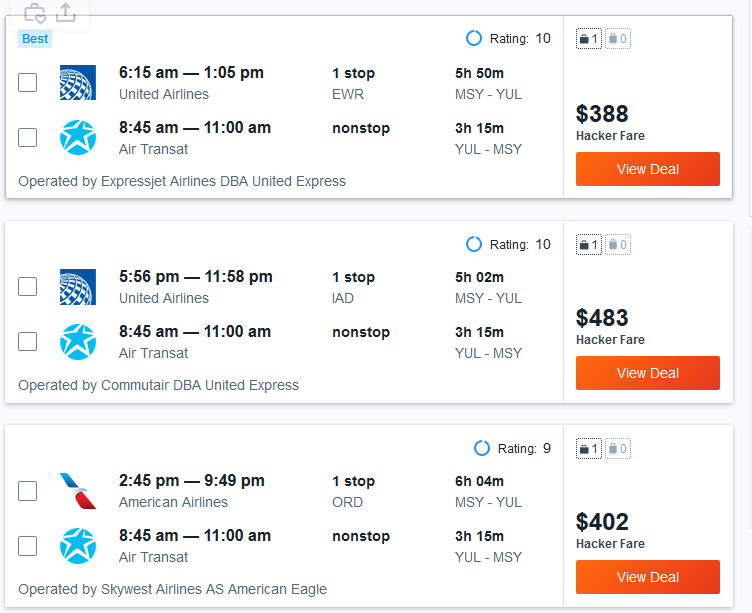 Best
Rating: 10
1 0
6:15 am — 1:05 pm 1 stop 5h 50m
United Airlines EWR MSY - YUL
8:45 am — 11:00 am nonstop 3h 15m
Air Transat YUL - MSY
Operated by Expressjet Airlines DBA United Express
$388
Hacker Fare
View Deal
Rating: 10
1 0
5:56 pm — 11:58 pm 1 stop 5h 02m
United Airlines IAD MSY - YUL
8:45 am — 11:00 am nonstop 3h 15m
Air Transat YUL - MSY
Operated by Commutair DBA United Express
$483
Hacker Fare
View Deal
Rating: 9
1 0
2:45 pm — 9:49 pm 1 stop 6h 04m
American Airlines ORD MSY - YUL
8:45 am — 11:00 am nonstop 3h 15m
Air Transat YUL - MSY
Operated by Skywest Airlines AS American Eagle
$402
Hacker Fare
View Deal